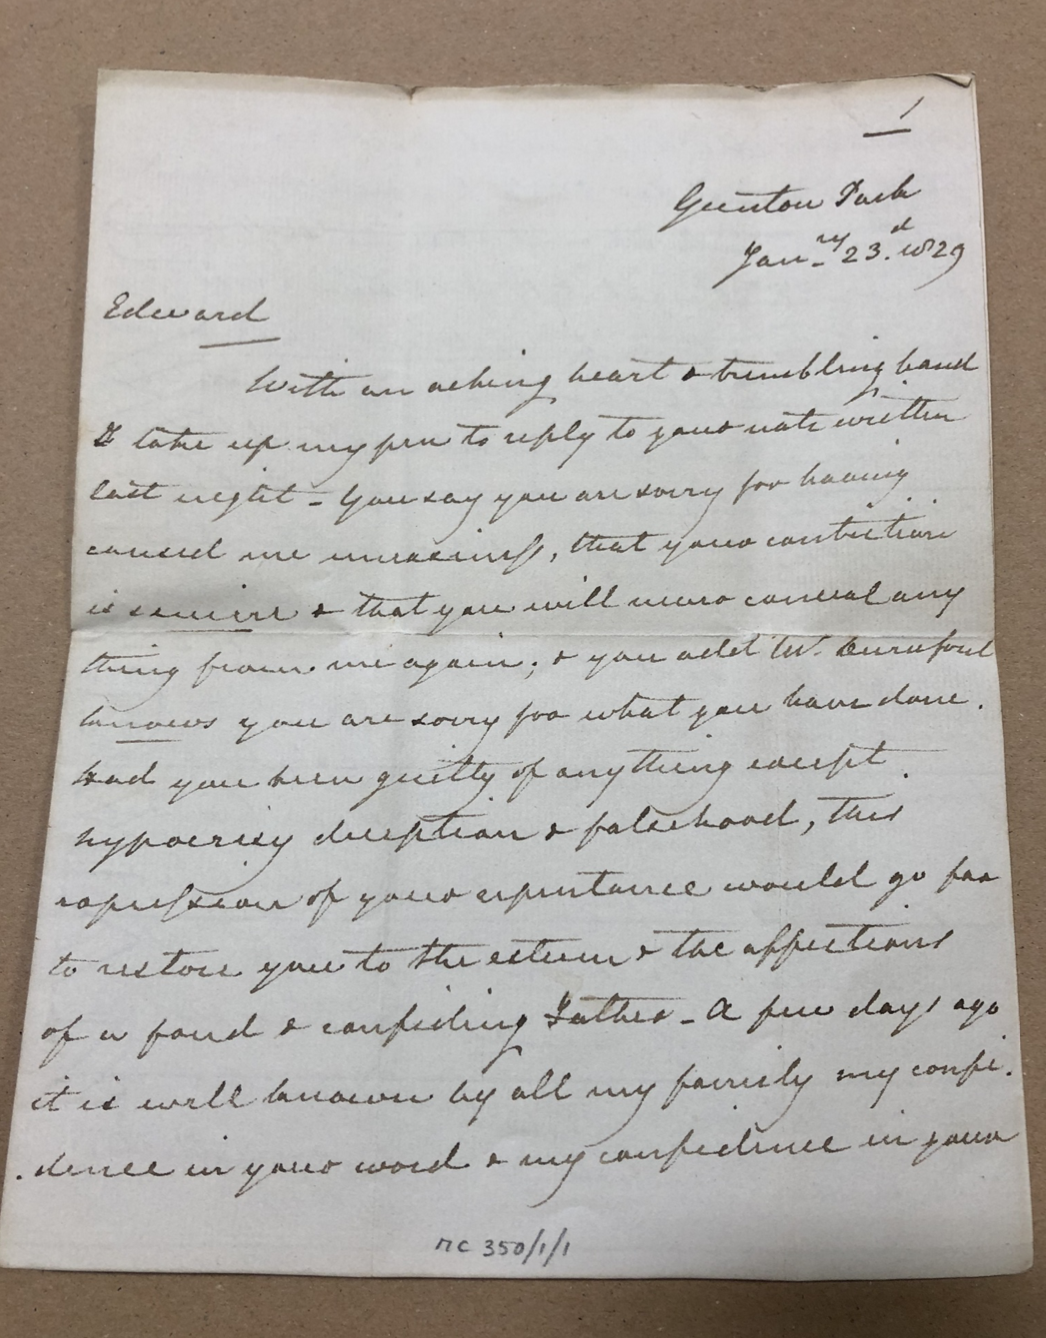 1
Gunton Park
Jan.ry 23.d 1829
Edward
With an aching heart & trembling hand
I take up my pen to reply to your note written
last night - You say you are sorry for having
caused me uneasiness, that your contrition
is sincere & that you will never conceal any
thing from me again; & you add Mr. Burnford
knows you are sorry for what you have done.
Had you been guilty of anything except
hypocrisy deception & falsehood, this
expression of your repentance would go far
to restore you to the esteem & the affections
of a fond & confiding Father - A few days ago
it is well known by all my family my confi.
.dence in your word & my confidence in your
MC 350/1/1